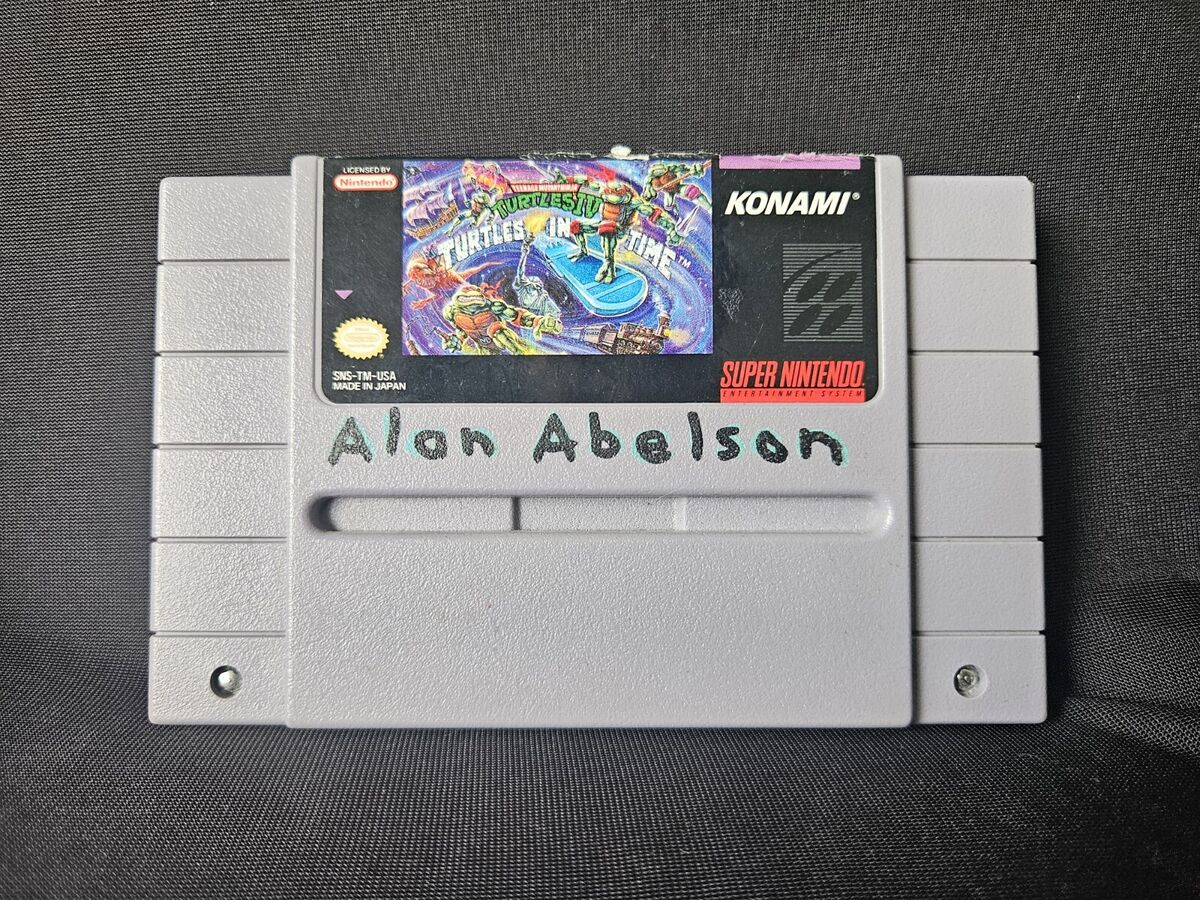 LICENSED BY
Nintendo
TEENAGE MUTANT NINJA
TURTLES IV
TURTLES IN TIME™
KONAMI®
SNS-TM-USA
MADE IN JAPAN
SUPER NINTENDO
ENTERTAINMENT SYSTEM
Alan Abelson